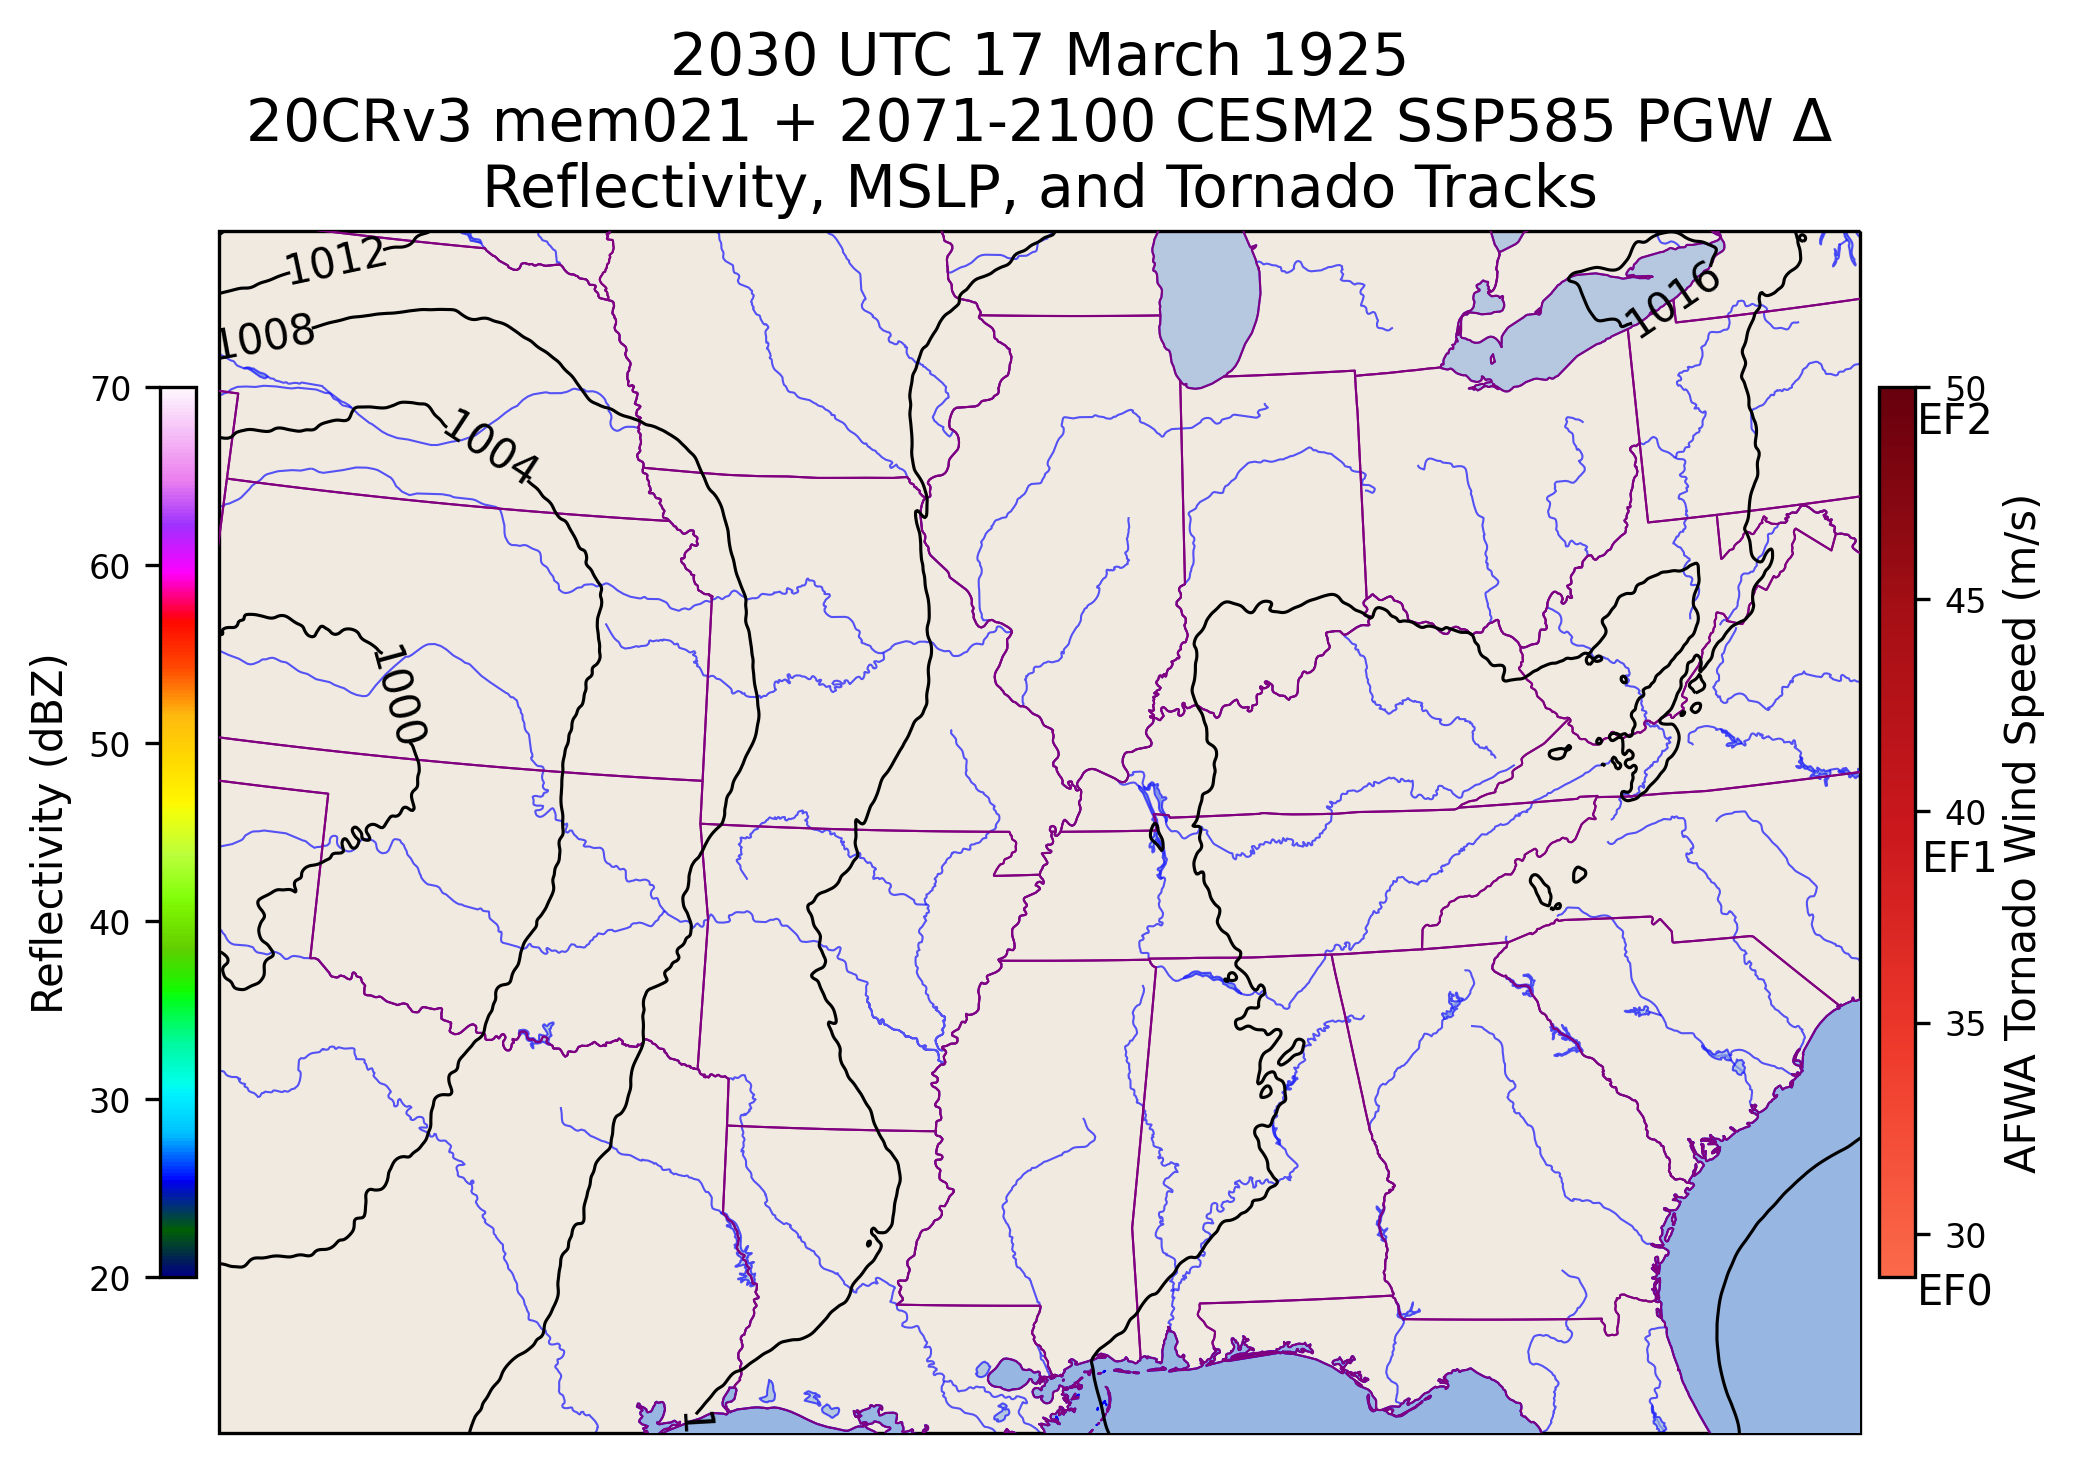 2030 UTC 17 March 1925
20CRv3 mem021 + 2071-2100 CESM2 SSP585 PGW Δ
Reflectivity, MSLP, and Tornado Tracks
1012
1008
1004
1000
1016
1
Reflectivity (dBZ)
70
60
50
40
30
20
50
EF2
45
40
EF1
35
30
EF0
AFWA Tornado Wind Speed (m/s)